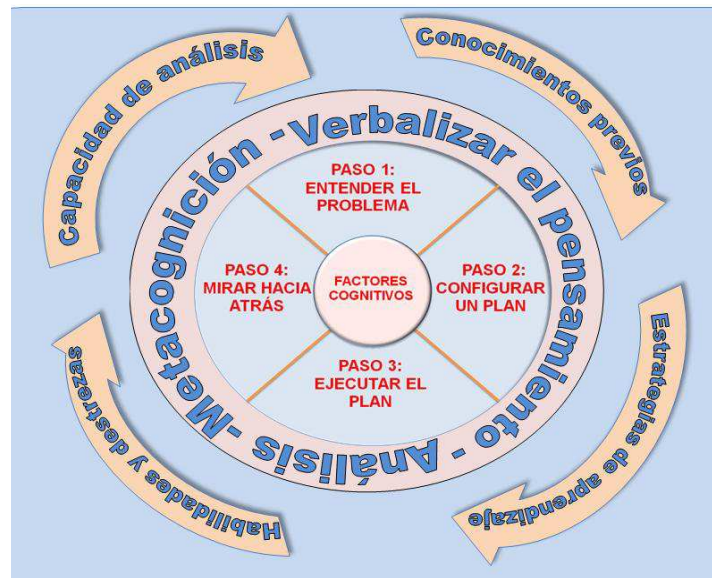 Capacidad de análisis
Conocimientos previos
Estrategias de aprendizaje
Habilidades y destrezas
Metacognición - Verbalizar el pensamiento - Análisis -
PASO 1:
ENTENDER EL
PROBLEMA
PASO 2:
CONFIGURAR
UN PLAN
PASO 3:
EJECUTAR EL
PLAN
PASO 4:
MIRAR HACIA
ATRÁS
FACTORES
COGNITIVOS